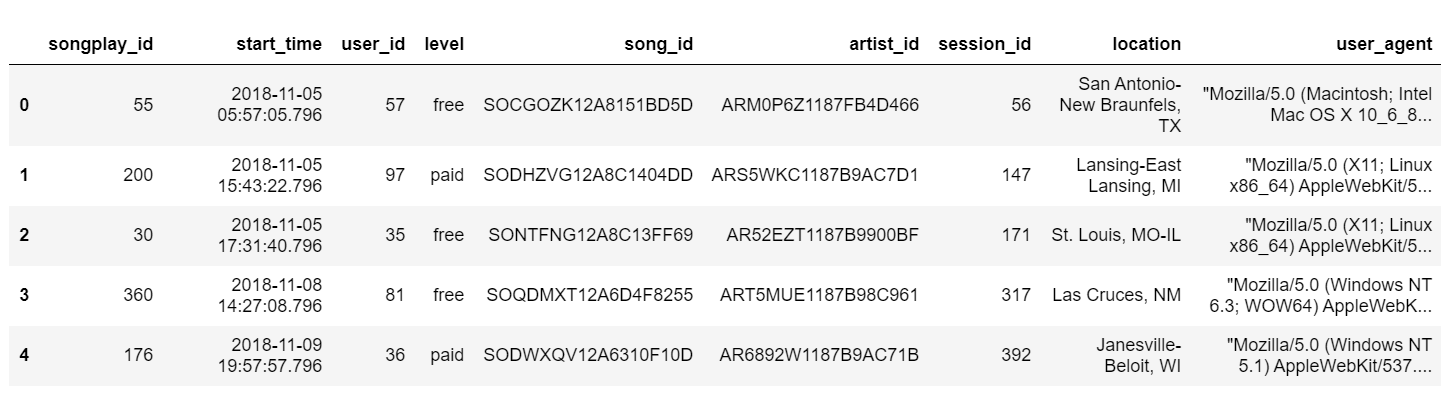 songplay_id start_time user_id level song_id artist_id session_id location user_agent
0 55 2018-11-05 05:57:05.796 57 free SOCGOZK12A8151BD5D ARM0P6Z1187FB4D466 56 San Antonio-New Braunfels, TX "Mozilla/5.0 (Macintosh; Intel Mac OS X 10_6_8...
1 200 2018-11-05 15:43:22.796 97 paid SODHZVG12A8C1404DD ARS5WKC1187B9AC7D1 147 Lansing-East Lansing, MI "Mozilla/5.0 (X11; Linux x86_64) AppleWebKit/5...
2 30 2018-11-05 17:31:40.796 35 free SONTFNG12A8C13FF69 AR52EZT1187B9900BF 171 St. Louis, MO-IL "Mozilla/5.0 (X11; Linux x86_64) AppleWebKit/5...
3 360 2018-11-08 14:27:08.796 81 free SOQDMXT12A6D4F8255 ART5MUE1187B98C961 317 Las Cruces, NM "Mozilla/5.0 (Windows NT 6.3; WOW64) AppleWebK...
4 176 2018-11-09 19:57:57.796 36 paid SODWXQV12A6310F10D AR6892W1187B9AC71B 392 Janesville-Beloit, WI "Mozilla/5.0 (Windows NT 5.1) AppleWebKit/537....